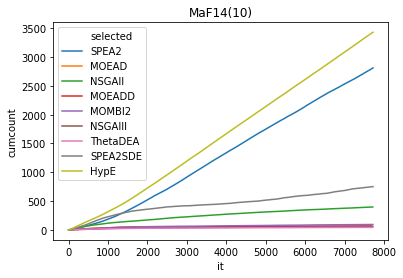 MaF14(10)
3500
3000
2500
2000
1500
1000
500
0
cumcount
selected
SPEA2
MOEAD
NSGAII
MOEADD
MOMBI2
NSGAIII
ThetaDEA
SPEA2SDE
HypE
0 1000 2000 3000 4000 5000 6000 7000 8000
it